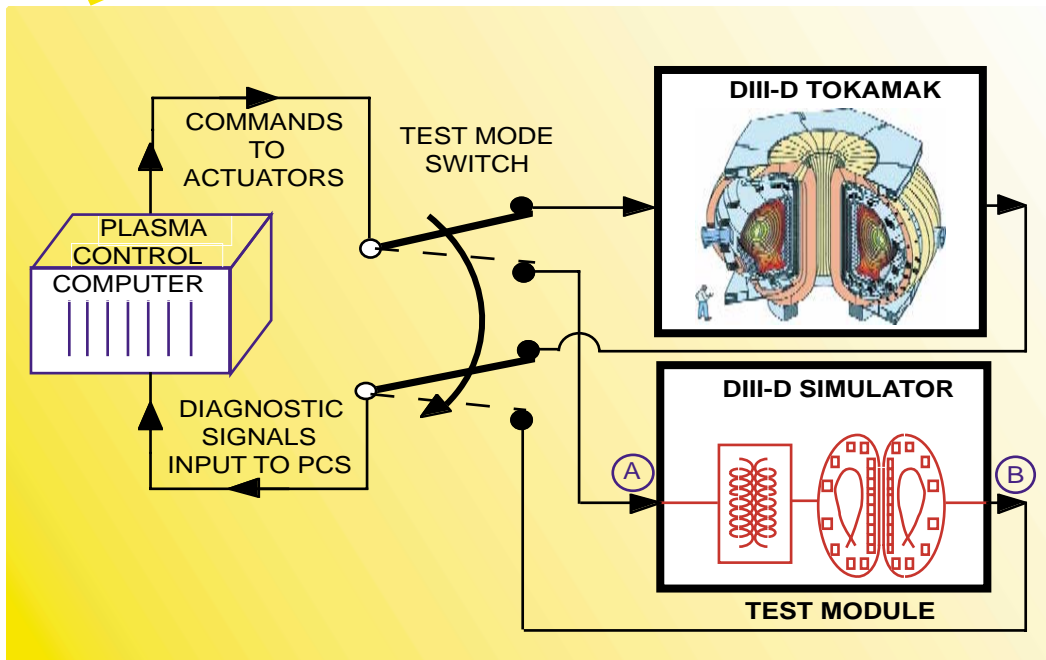 DIII-D TOKAMAK
COMMANDS
TO
ACTUATORS
TEST MODE
SWITCH
PLASMA
CONTROL
COMPUTER
DIAGNOSTIC
SIGNALS
INPUT TO PCS
DIII-D SIMULATOR
A
B
TEST MODULE